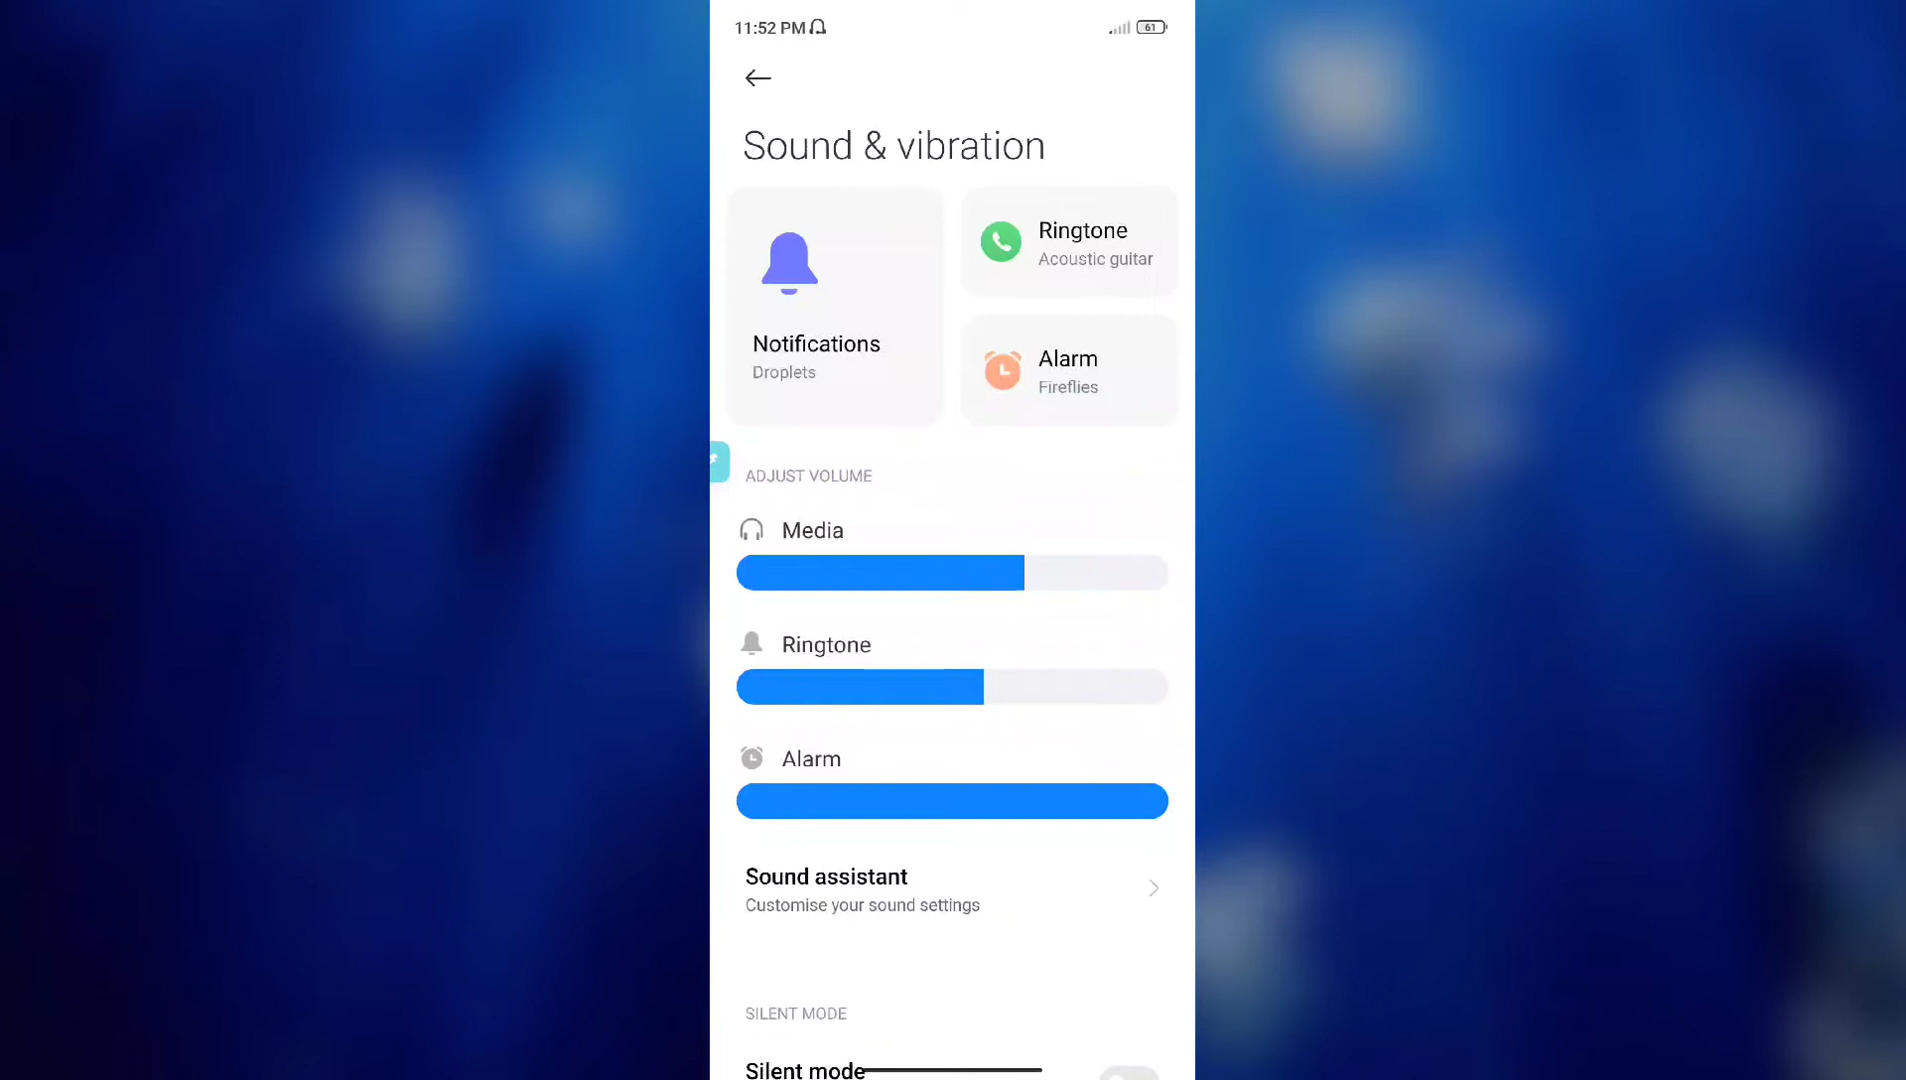 11:52 PM
61
Sound & vibration
Notifications
Droplets
Ringtone
Acoustic guitar
Alarm
Fireflies
ADJUST VOLUME
Media
Ringtone
Alarm
Sound assistant
Customise your sound settings
SILENT MODE
Silent mode